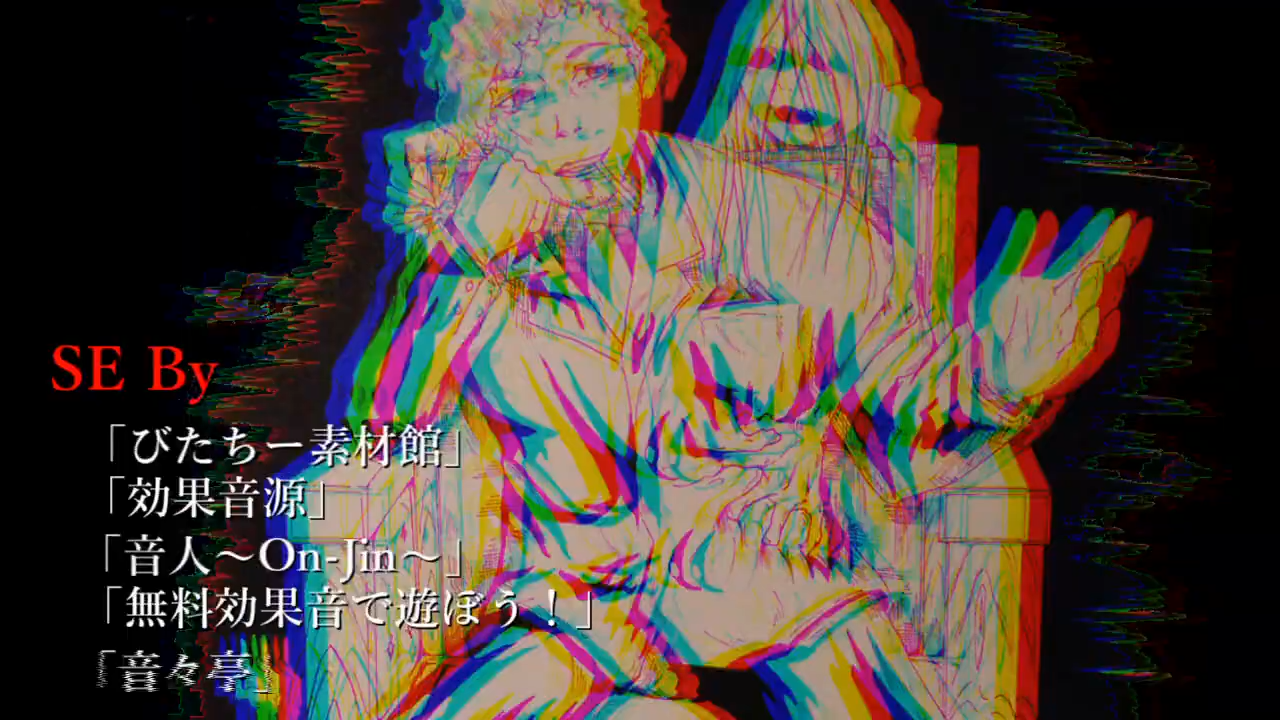 SE By
「びたちー素材館」
「効果音源」
「音人～On-Jin～」
「無料効果音で遊ぼう！」
「音々亭」